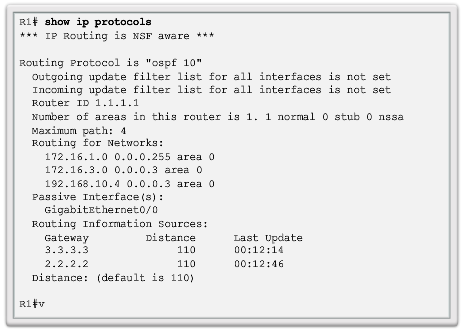 R1# show ip protocols
*** IP Routing is NSF aware ***
Routing Protocol is "ospf 10"
Outgoing update filter list for all interfaces is not set
Incoming update filter list for all interfaces is not set
Router ID 1.1.1.1
Number of areas in this router is 1. 1 normal 0 stub 0 nssa
Maximum path: 4
Routing for Networks:
172.16.1.0 0.0.0.255 area 0
172.16.3.0 0.0.0.3 area 0
192.168.10.4 0.0.0.3 area 0
Passive Interface(s):
GigabitEthernet0/0
Routing Information Sources:
Gateway Distance Last Update
3.3.3.3 110 00:12:14
2.2.2.2 110 00:12:46
Distance: (default is 110)
R1#v